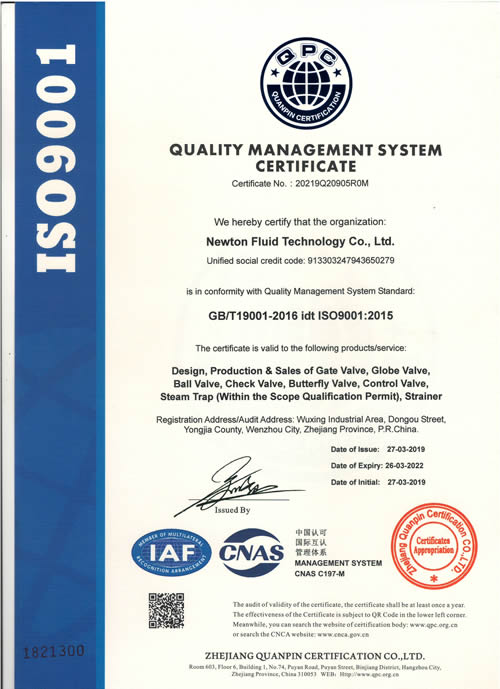 ISO9001
QPC
QUANPIN CERTIFICATION
QUALITY MANAGEMENT SYSTEM
CERTIFICATE
Certificate No. : 20219Q20905R0M
We hereby certify that the organization:
Newton Fluid Technology Co., Ltd.
Unified social credit code: 913303247943650279
is in conformity with Quality Management System Standard:
GB/T19001-2016 idt ISO9001:2015
The certificate is valid to the following products/service:
Design, Production & Sales of Gate Valve, Globe Valve,
Ball Valve, Check Valve, Butterfly Valve, Control Valve,
Steam Trap (Within the Scope Qualification Permit), Strainer
Registration Address/Audit Address: Wuxing Industrial Area, Dongou Street,
Yongjia County, Wenzhou City, Zhejiang Province, P.R.China.
Date of Issue: 27-03-2019
Date of Expiry: 26-03-2022
Date of Initial: 27-03-2019
Issued By
MEMBER OF MULTILATERAL
IAF
RECOGNITION ARRANGEMENT
CNAS
中国认可
国际互认
管理体系
MANAGEMENT SYSTEM
CNAS C197-M
Zhejiang Quanpin Certification CO.,LTD.
Certificates
Appropriation
The audit of validity of the certificate, the certificate shall be at least once a year.
The effectiveness of the Certificate is subject to QR Code in the lower left corner.
Meanwhile, you can search the website of certification body: www.qpc.org.cn
or search the CNCA website: www.cnca.gov.cn
1821300
ZHEJIANG QUANPIN CERTIFICATION CO.,LTD.
Room 603, Floor 6, Building 1, No.74, Puyan Road, Puyan Street, Binjiang District, Hangzhou City,
Zhejiang Province, China 310053 WEB: Http://www.qpc.org.cn